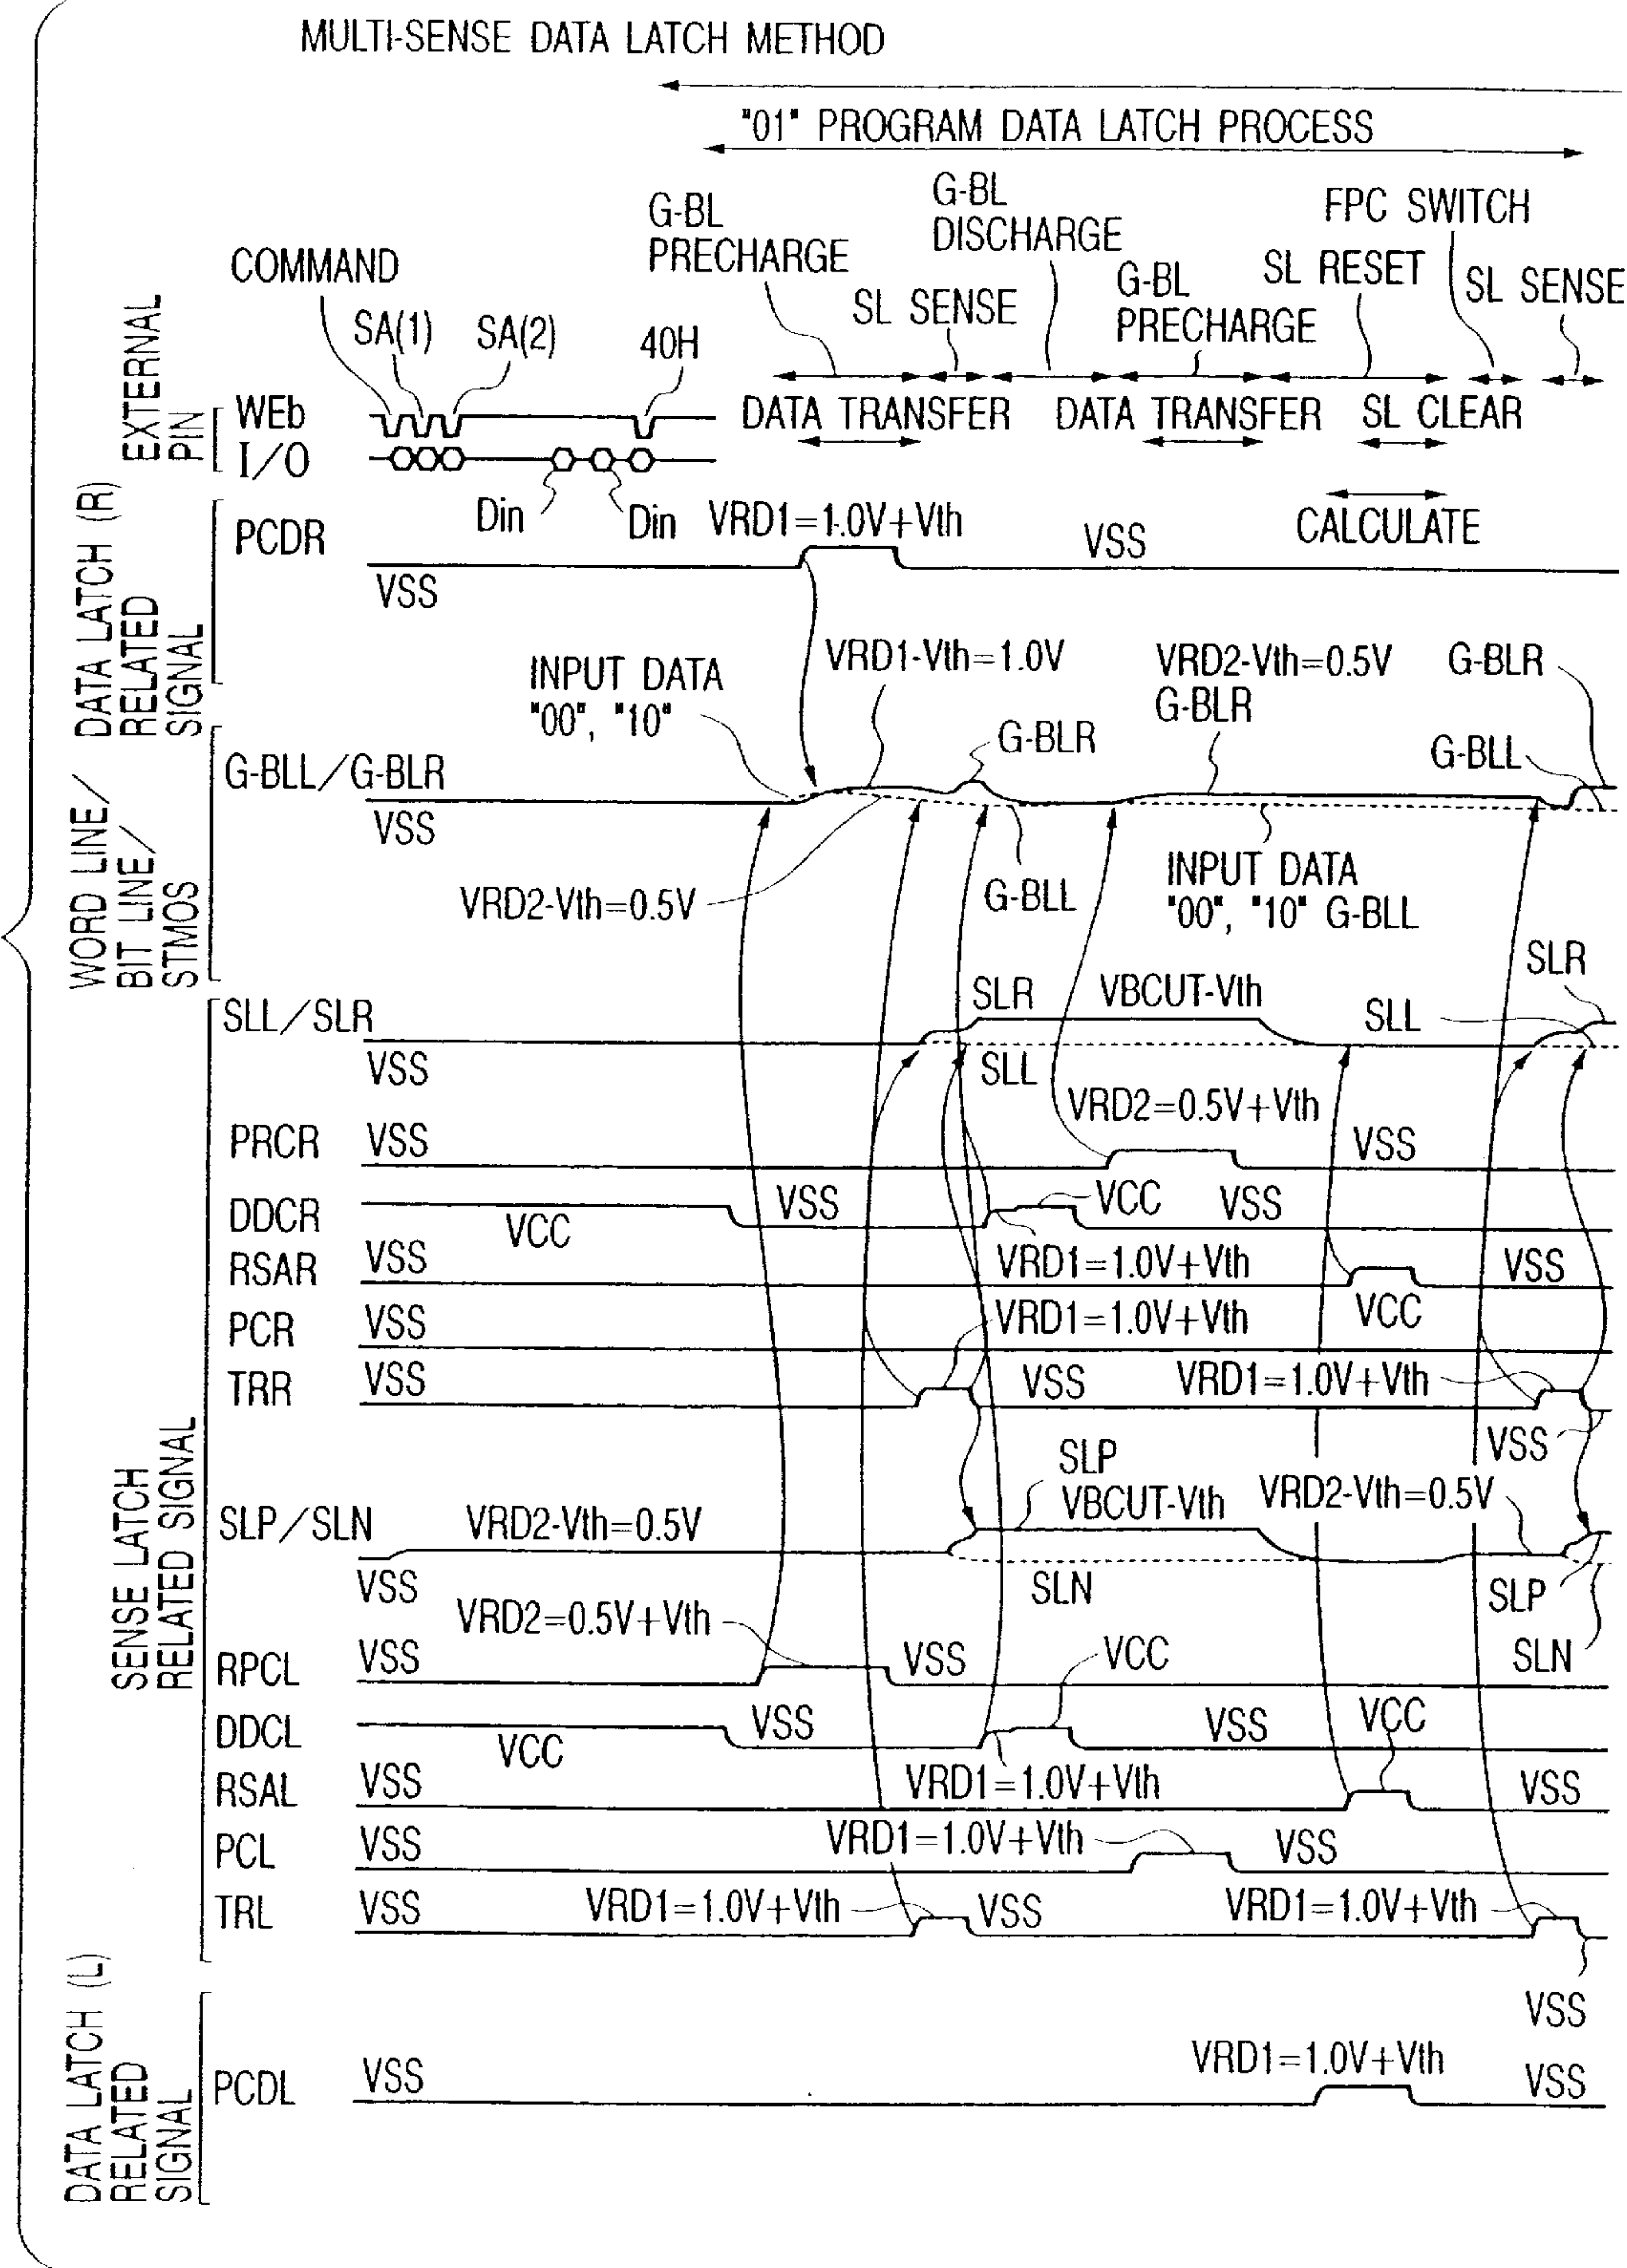 MULTI-SENSE DATA LATCH METHOD
"01" PROGRAM DATA LATCH PROCESS
G-BL
PRECHARGE
G-BL
DISCHARGE
FPC SWITCH
COMMAND
SL SENSE
G-BL
PRECHARGE
SL RESET
SL SENSE
SA(1)
SA(2)
40H
EXTERNAL
PIN
WEb
I/O
DATA TRANSFER
DATA TRANSFER
SL CLEAR
Din
Din
CALCULATE
DATA LATCH (R)
RELATED
SIGNAL
PCDR
VSS
VRD1=1.0V+Vth
VSS
INPUT DATA
"00", "10"
VRD1-Vth=1.0V
VRD2-Vth=0.5V
G-BLR
G-BLR
WORD LINE/
BIT LINE/
STMOS
G-BLL/G-BLR
VSS
G-BLR
G-BLL
VRD2-Vth=0.5V
G-BLL
INPUT DATA
"00", "10" G-BLL
SENSE LATCH
RELATED SIGNAL
SLL/SLR
VSS
SLR
VBCUT-Vth
SLL
SLL
SLR
PRCR
VSS
VRD2=0.5V+Vth
VSS
DDCR
VCC
VSS
VCC
VSS
VRD1=1.0V+Vth
RSAR
VSS
VCC
VSS
PCR
VSS
VRD1=1.0V+Vth
TRR
VSS
VSS
VRD1=1.0V+Vth
VSS
SLP/SLN
VRD2-Vth=0.5V
VSS
SLP
VBCUT-Vth
VRD2-Vth=0.5V
SLN
SLP
SLN
VRD2=0.5V+Vth
RPCL
VSS
VSS
VCC
DDCL
VCC
VSS
VSS
VCC
VRD1=1.0V+Vth
RSAL
VSS
VSS
PCL
VSS
VRD1=1.0V+Vth
VSS
TRL
VSS
VRD1=1.0V+Vth
VSS
VRD1=1.0V+Vth
VSS
DATA LATCH (L)
RELATED
SIGNAL
PCDL
VSS
VRD1=1.0V+Vth
VSS